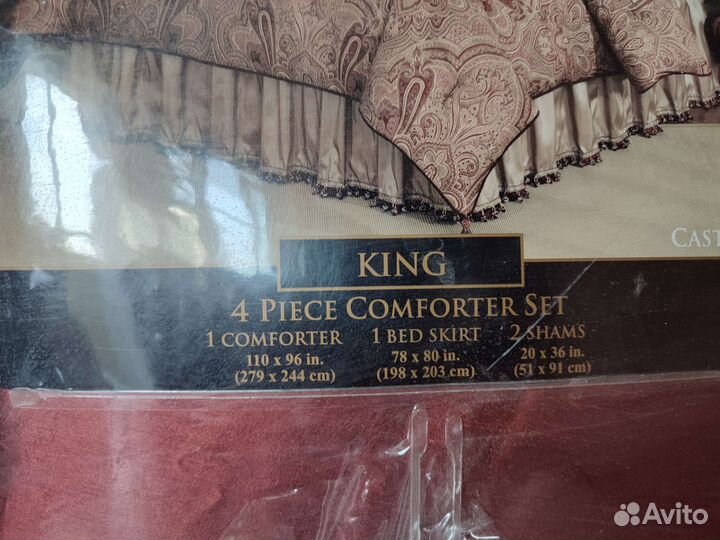 CAST
KING
4 PIECE COMFORTER SET
1 COMFORTER 1 BED SKIRT 2 SHAMS
110 x 96 in. 78 x 80 in. 20 x 36 in.
(279 x 244 cm) (198 x 203 cm) (51 x 91 cm)
Avito